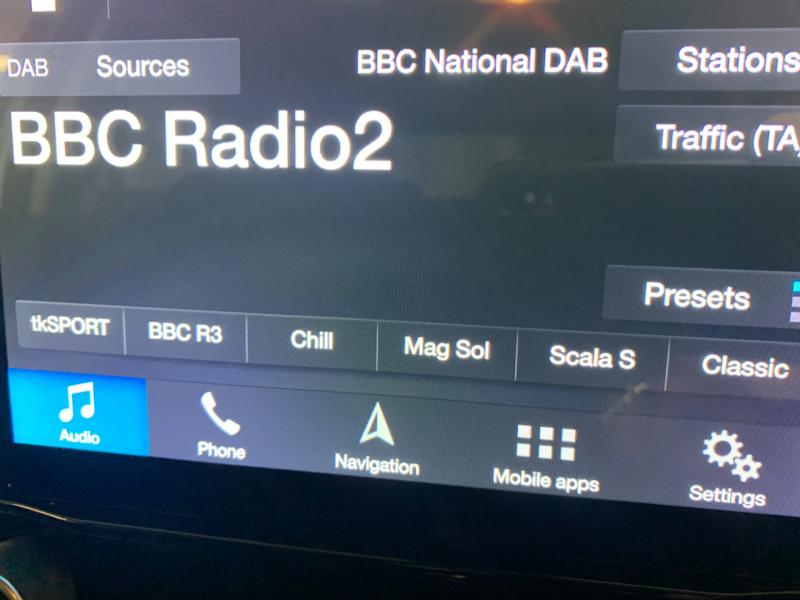 DAB Sources BBC National DAB Stations
BBC Radio2 Traffic (TA)
Presets
tkSPORT BBC R3 Chill Mag Sol Scala S Classic
Audio Phone Navigation Mobile apps Settings